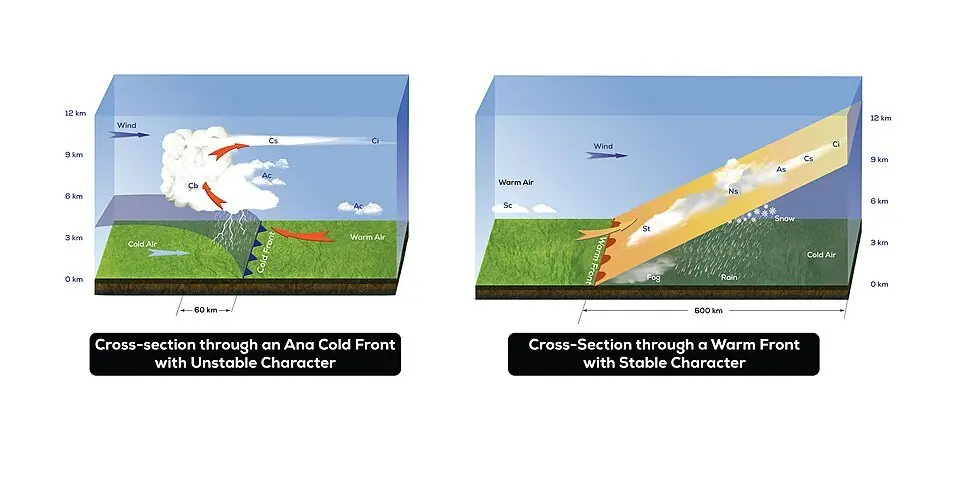 12 km
9 km
6 km
3 km
0 km
Wind
Cs
Ci
Cb
Ac
Ac
Cold Air
Cold Front
Warm Air
60 km
Cross-section through an Ana Cold Front
with Unstable Character
12 km
9 km
6 km
3 km
0 km
Wind
Warm Air
Sc
Ci
Cs
As
Ns
St
Snow
Warm Front
Cold Air
Fog
Rain
600 km
Cross-Section through a Warm Front
with Stable Character